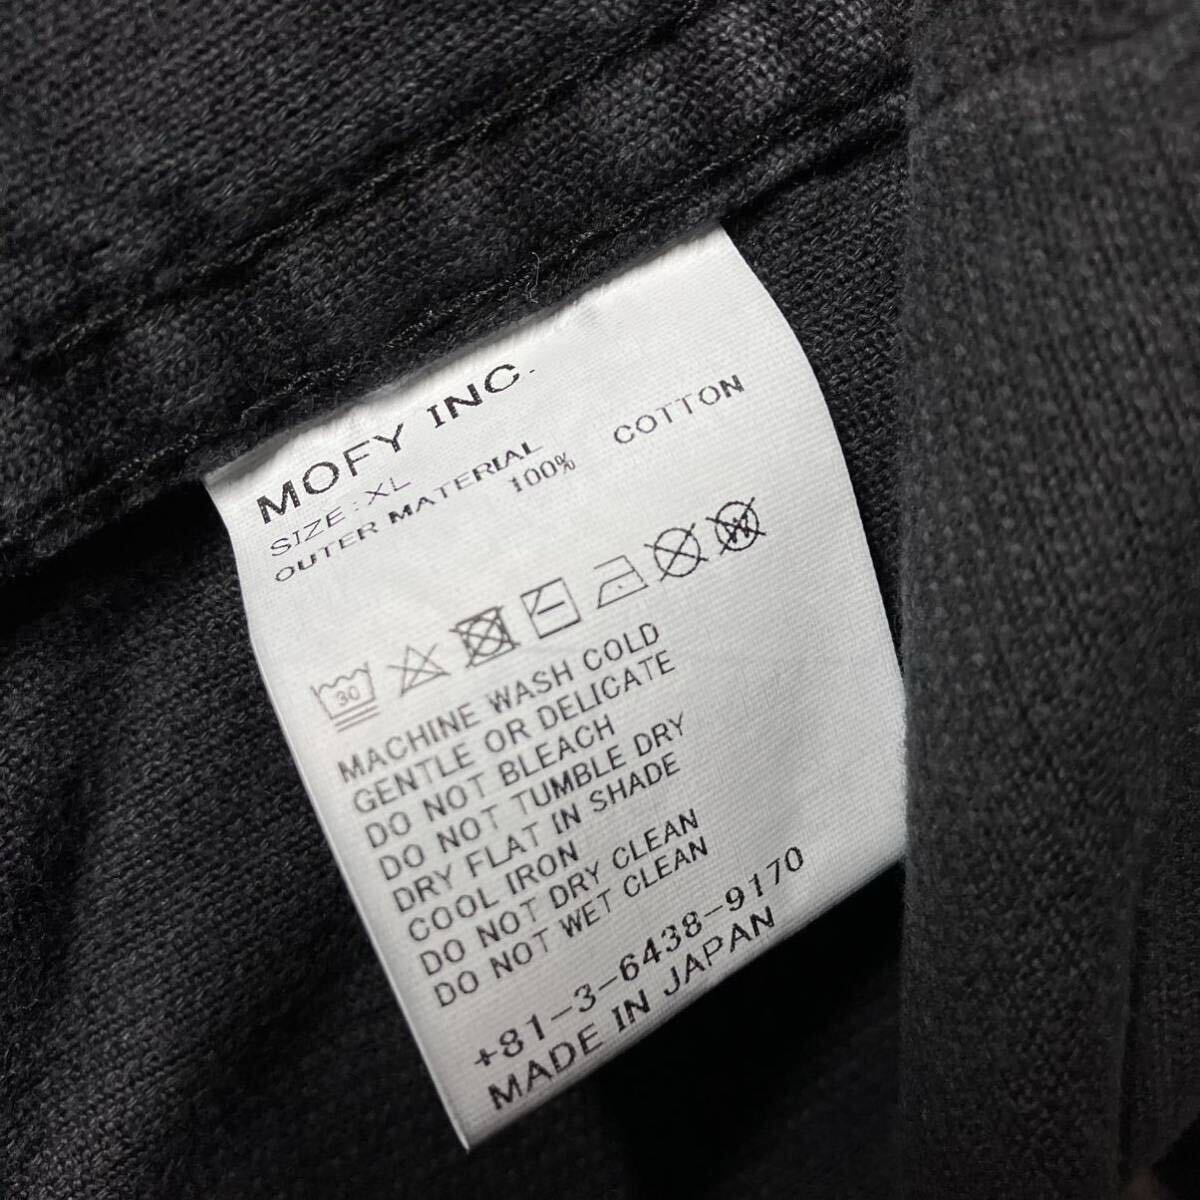 MOFY INC.
SIZE:XL
OUTER MATERIAL
100% COTTON
30
W
MACHINE WASH COLD
GENTLE OR DELICATE
DO NOT BLEACH
DO NOT TUMBLE DRY
DRY FLAT IN SHADE
COOL IRON
DO NOT DRY CLEAN
DO NOT WET CLEAN
+81-3-6438-9170
MADE IN JAPAN